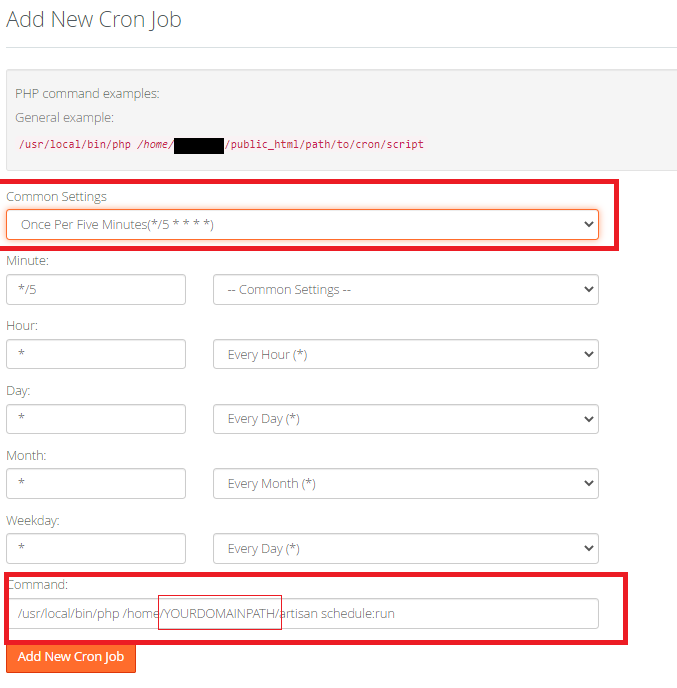 Add New Cron Job
PHP command examples:
General example:
/usr/local/bin/php /home/ /public_html/path/to/cron/script
Common Settings
Once Per Five Minutes(*/5 * * * *)
Minute:
*/5 -- Common Settings --
Hour:
* Every Hour (*)
Day:
* Every Day (*)
Month:
* Every Month (*)
Weekday:
* Every Day (*)
Command:
/usr/local/bin/php /home/YOURDOMAINPATH/artisan schedule:run
Add New Cron Job